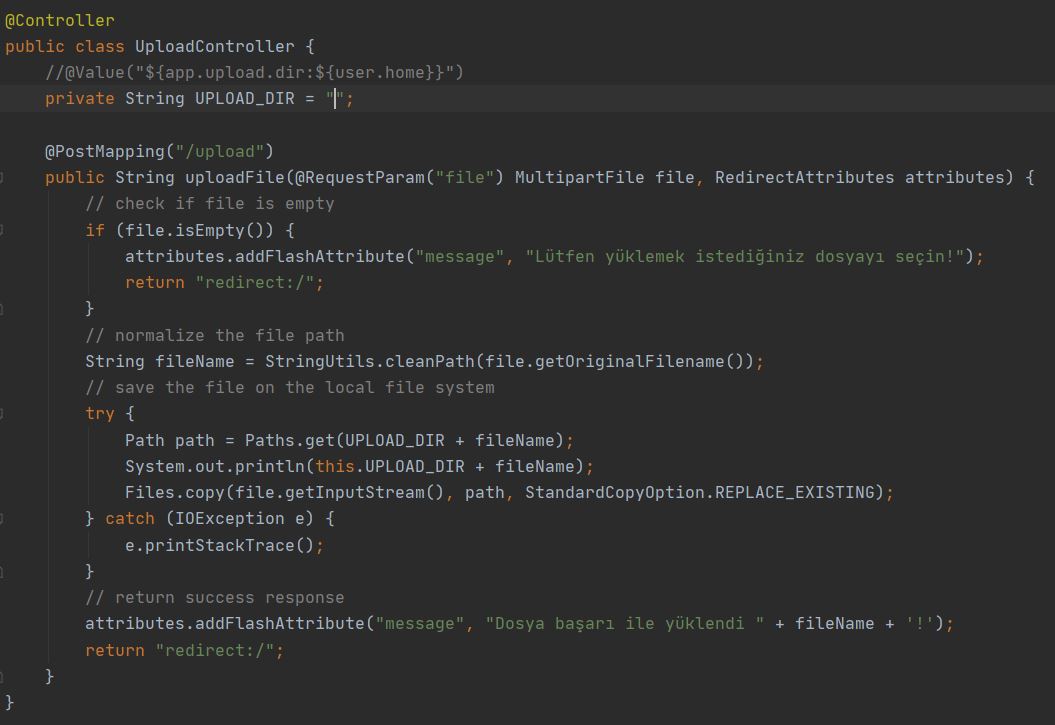 @Controller
public class UploadController {
    //@Value("${app.upload.dir:${user.home}}")
    private String UPLOAD_DIR = "";

    @PostMapping("/upload")
    public String uploadFile(@RequestParam("file") MultipartFile file, RedirectAttributes attributes) {
        // check if file is empty
        if (file.isEmpty()) {
            attributes.addFlashAttribute("message", "Lütfen yüklemek istediğiniz dosyayı seçin!");
            return "redirect:/";
        }
        // normalize the file path
        String fileName = StringUtils.cleanPath(file.getOriginalFilename());
        // save the file on the local file system
        try {
            Path path = Paths.get(UPLOAD_DIR + fileName);
            System.out.println(this.UPLOAD_DIR + fileName);
            Files.copy(file.getInputStream(), path, StandardCopyOption.REPLACE_EXISTING);
        } catch (IOException e) {
            e.printStackTrace();
        }
        // return success response
        attributes.addFlashAttribute("message", "Dosya başarı ile yüklendi " + fileName + '!');
        return "redirect:/";
    }
}